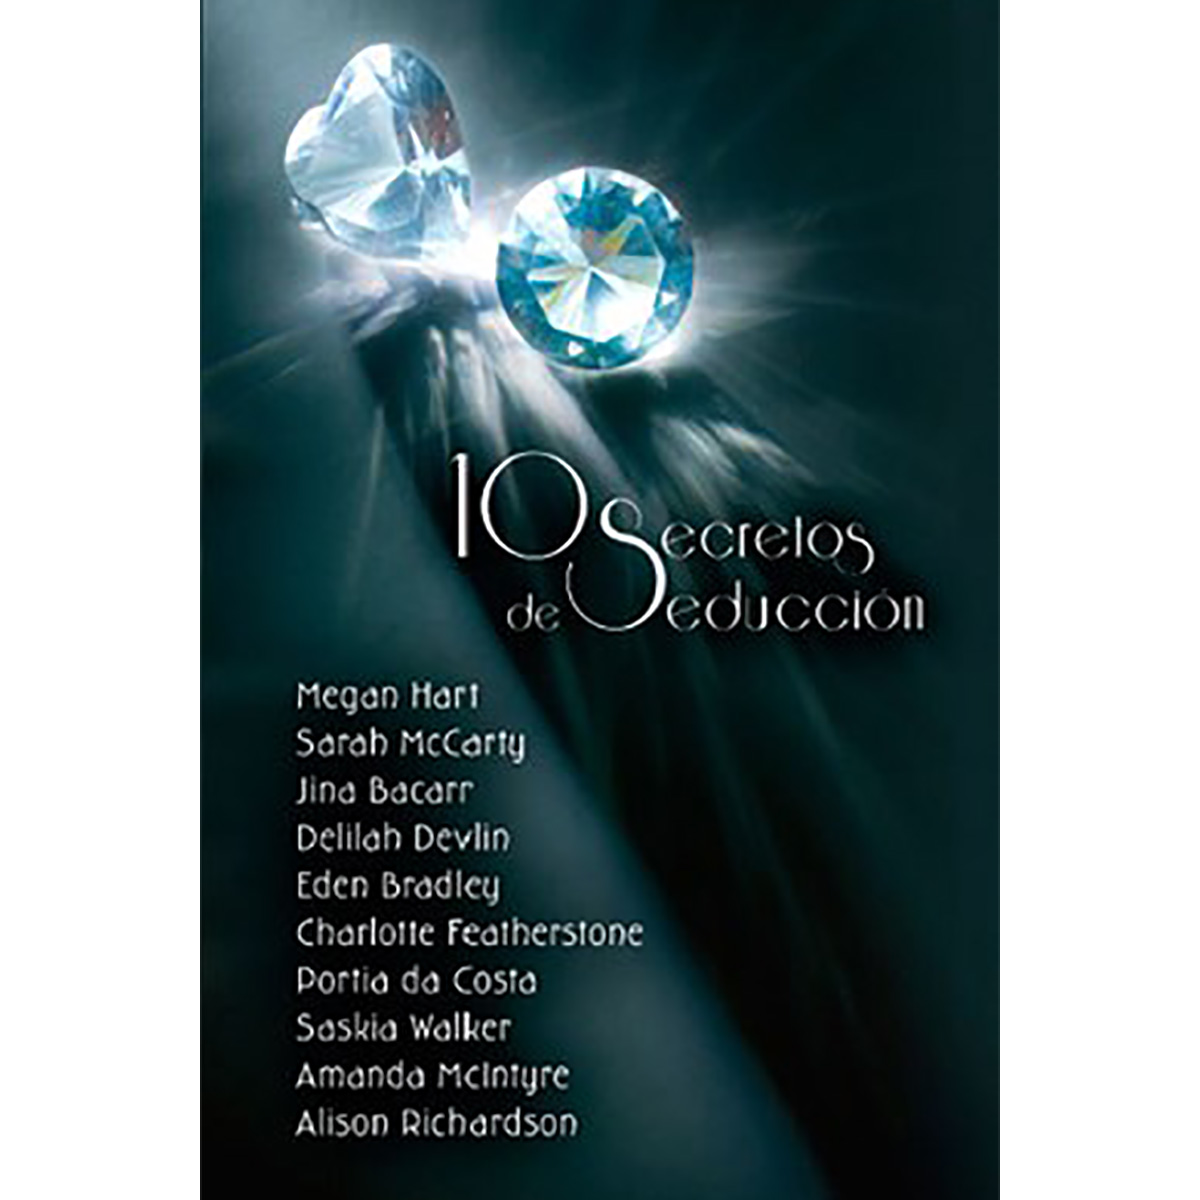 10 Secretos
de Seducción
Megan Hart
Sarah McCarty
Jina Bacarr
Delilah Devlin
Eden Bradley
Charlotte Featherstone
Portia da Costa
Saskia Walker
Amanda McIntyre
Alison Richardson